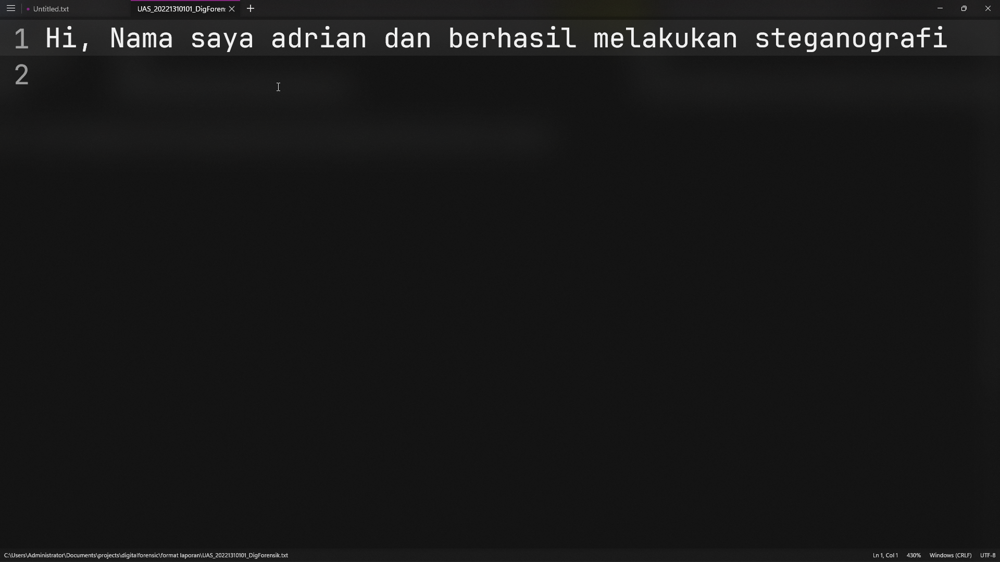 Untitled.txt
UAS_20221310101_DigForens
1 Hi, Nama saya adrian dan berhasil melakukan steganografi
2
C:\Users\Administrator\Documents\projects\digitalforensic\format laporan\UAS_20221310101_DigForensik.txt
Ln 1, Col 1 430% Windows (CRLF) UTF-8